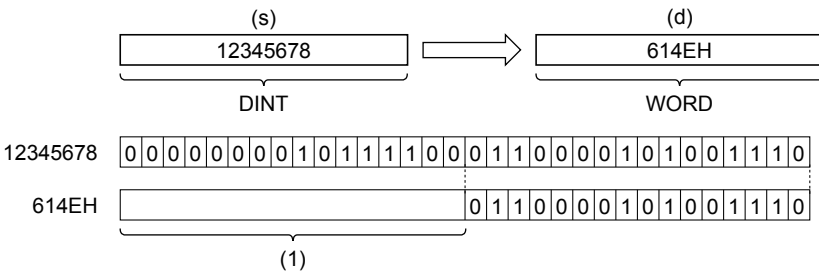 (s) (d)
12345678 614EH
DINT WORD
12345678 0 0 0 0 0 0 0 0 1 0 1 1 1 1 0 0 0 1 1 0 0 0 0 1 0 1 0 0 1 1 1 0
614EH 0 1 1 0 0 0 0 1 0 1 0 0 1 1 1 0
(1)